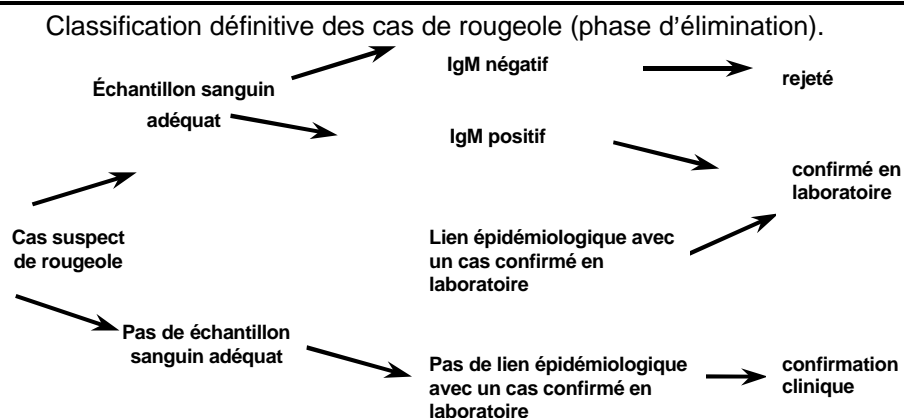 Classification définitive des cas de rougeole (phase d’élimination).
Échantillon sanguin
adéquat
IgM négatif
rejeté
IgM positif
confirmé en
laboratoire
Cas suspect
de rougeole
Lien épidémiologique avec
un cas confirmé en
laboratoire
Pas de échantillon
sanguin adéquat
Pas de lien épidémiologique
avec un cas confirmé en
laboratoire
confirmation
clinique